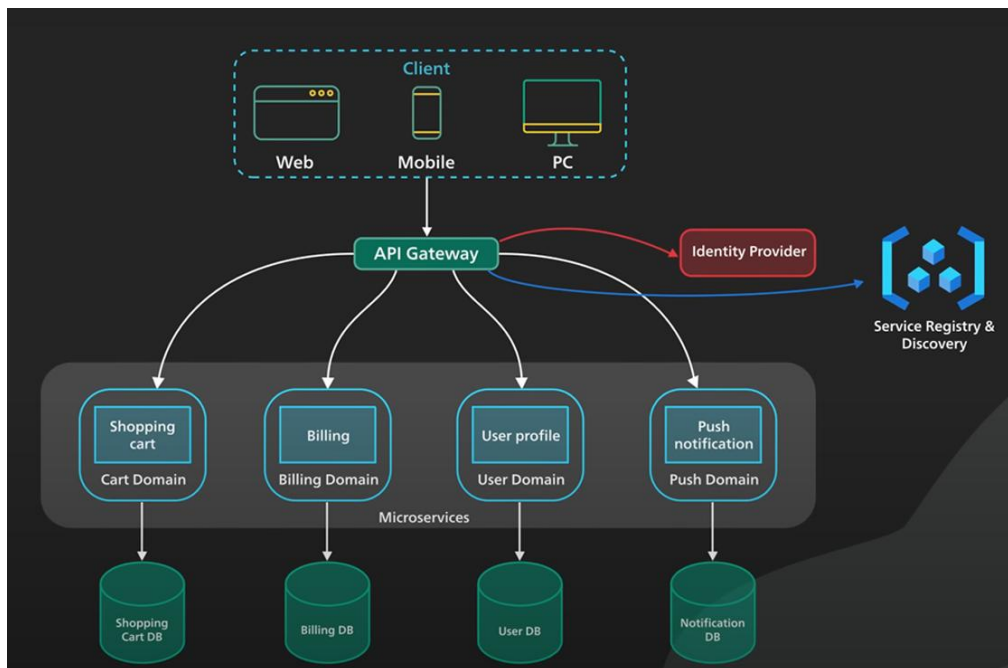 Client
Web
Mobile
PC
API Gateway
Identity Provider
Service Registry &
Discovery
Shopping
cart
Cart Domain
Billing
Billing Domain
User profile
User Domain
Push
notification
Push Domain
Microservices
Shopping
Cart DB
Billing DB
User DB
Notification
DB